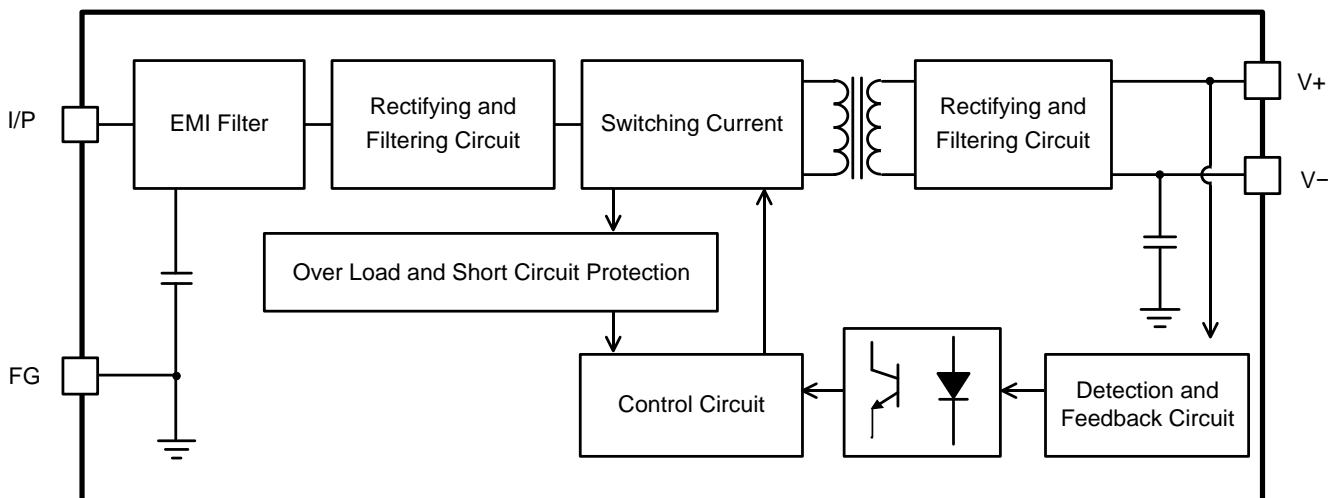 I/P
EMI Filter
Rectifying and
Filtering Circuit
Switching Current
Rectifying and
Filtering Circuit
V+
V−
Over Load and Short Circuit Protection
FG
Control Circuit
Detection and
Feedback Circuit